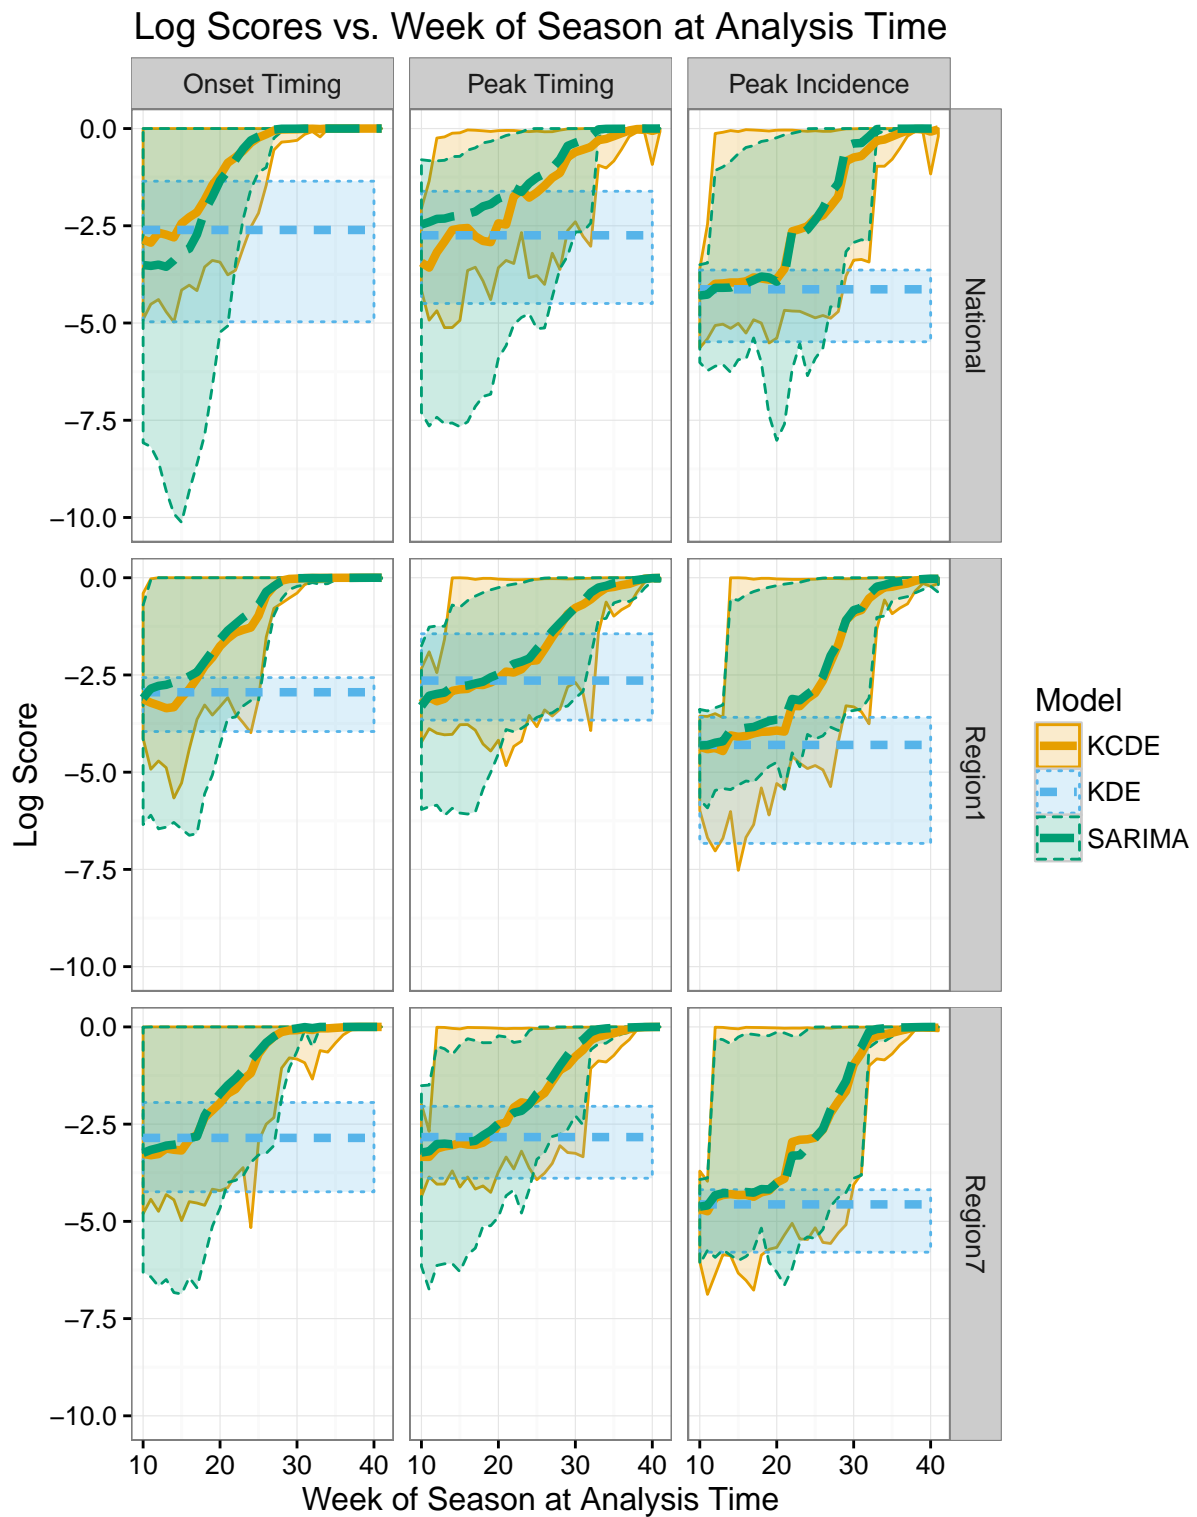 Log Scores vs. Week of Season at Analysis Time
Onset Timing
Peak Timing
Peak Incidence
0.0
−2.5
−5.0
−7.5
−10.0
National
0.0
−2.5
−5.0
−7.5
−10.0
Region1
0.0
−2.5
−5.0
−7.5
−10.0
Region7
Log Score
10 20 30 40
10 20 30 40
10 20 30 40
Week of Season at Analysis Time
Model
KCDE
KDE
SARIMA